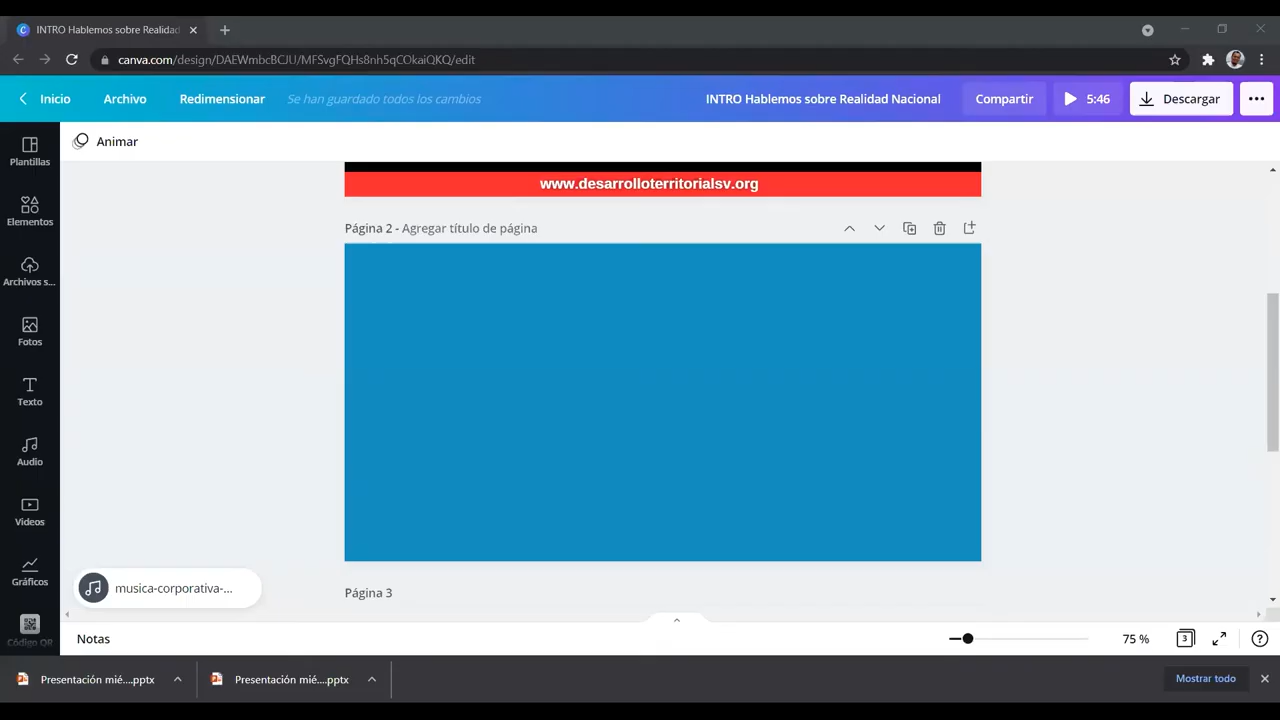 INTRO Hablemos sobre Realidad
canva.com/design/DAEWmbcBCJU/MFSvgFQHs8nh5qCOkaiQKQ/edit
Inicio
Archivo
Redimensionar
Se han guardado todos los cambios
INTRO Hablemos sobre Realidad Nacional
Compartir
5:46
Descargar
Plantillas
Elementos
Archivos s...
Fotos
Texto
Audio
Videos
Gráficos
Código QR
Animar
www.desarrolloterritorialsv.org
Página 2 - Agregar título de página
musica-corporativa-...
Página 3
Notas
75 %
3
Presentación mié....pptx
Presentación mié....pptx
Mostrar todo